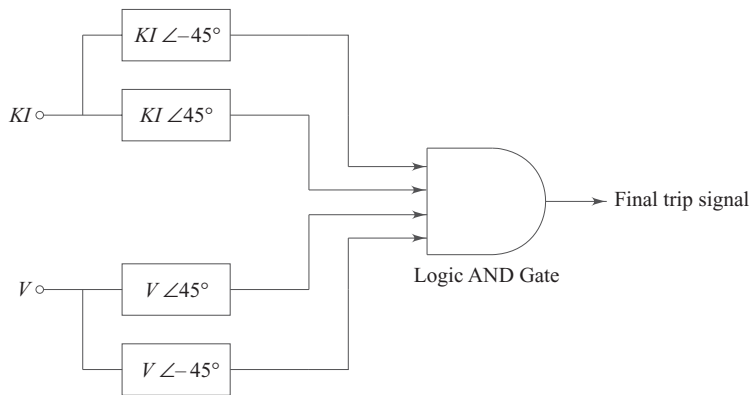 KI ∠–45°
KI
KI ∠45°
Final trip signal
Logic AND Gate
V
V ∠45°
V ∠–45°